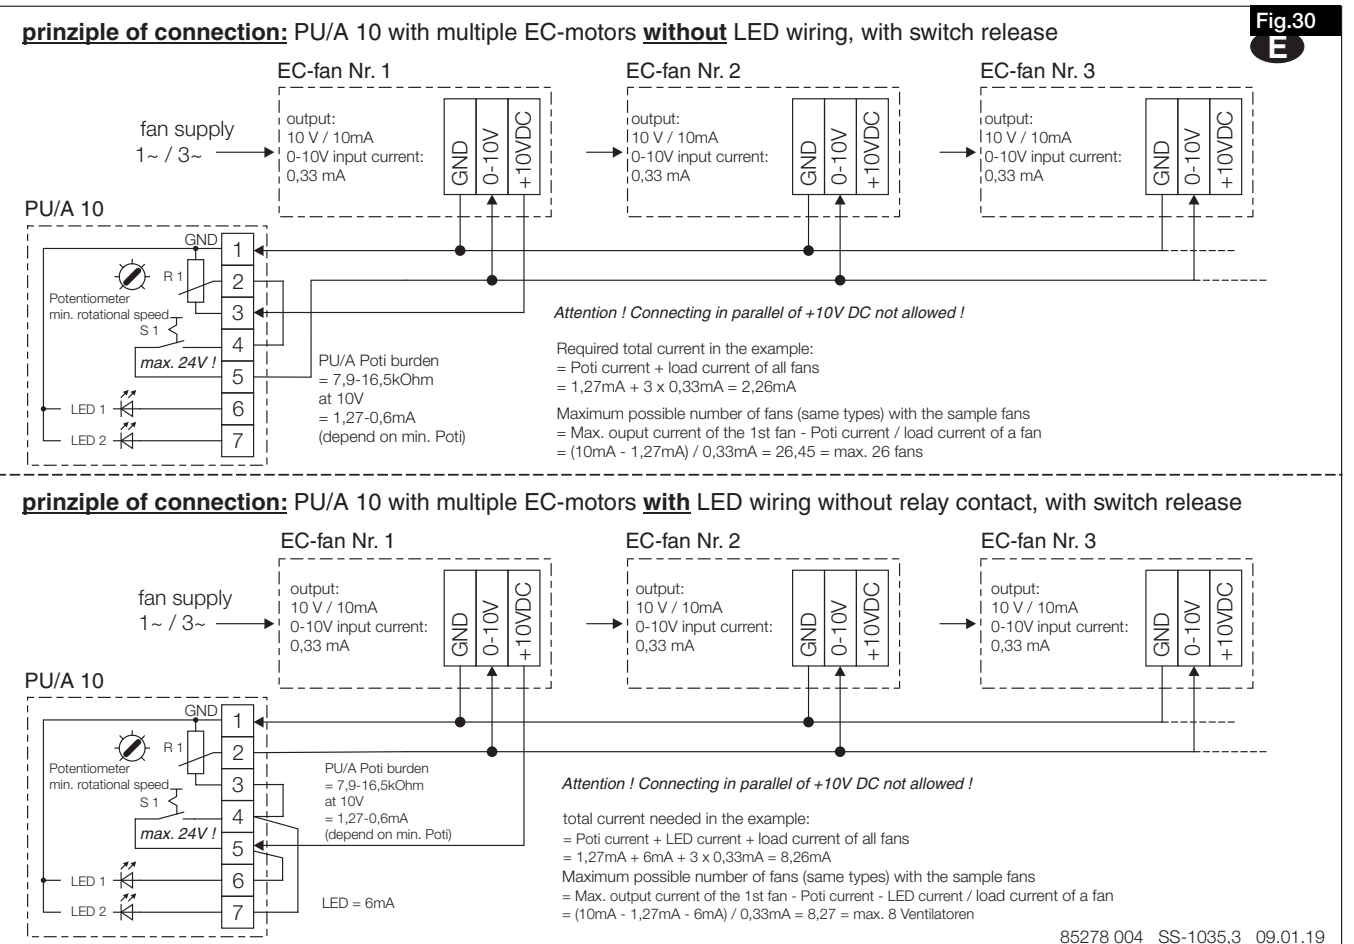 Fig.30
E
prinziple of connection: PU/A 10 with multiple EC-motors without LED wiring, with switch release
EC-fan Nr. 1
EC-fan Nr. 2
EC-fan Nr. 3
fan supply
1~ / 3~
output:
10 V / 10mA
0-10V input current:
0,33 mA
GND
0-10V
+10VDC
output:
10 V / 10mA
0-10V input current:
0,33 mA
GND
0-10V
+10VDC
output:
10 V / 10mA
0-10V input current:
0,33 mA
GND
0-10V
+10VDC
PU/A 10
GND
1
R 1
2
Potentiometer
min. rotational speed
3
S 1
4
max. 24V !
5
LED 1
6
LED 2
7
PU/A Poti burden
= 7,9-16,5kOhm
at 10V
= 1,27-0,6mA
(depend on min. Poti)
Attention ! Connecting in parallel of +10V DC not allowed !
Required total current in the example:
= Poti current + load current of all fans
= 1,27mA + 3 x 0,33mA = 2,26mA
Maximum possible number of fans (same types) with the sample fans
= Max. ouput current of the 1st fan - Poti current / load current of a fan
= (10mA - 1,27mA) / 0,33mA = 26,45 = max. 26 fans
prinziple of connection: PU/A 10 with multiple EC-motors with LED wiring without relay contact, with switch release
EC-fan Nr. 1
EC-fan Nr. 2
EC-fan Nr. 3
fan supply
1~ / 3~
output:
10 V / 10mA
0-10V input current:
0,33 mA
GND
0-10V
+10VDC
output:
10 V / 10mA
0-10V input current:
0,33 mA
GND
0-10V
+10VDC
output:
10 V / 10mA
0-10V input current:
0,33 mA
GND
0-10V
+10VDC
PU/A 10
GND
1
R 1
2
Potentiometer
min. rotational speed
3
S 1
4
max. 24V !
5
LED 1
6
LED 2
7
PU/A Poti burden
= 7,9-16,5kOhm
at 10V
= 1,27-0,6mA
(depend on min. Poti)
LED = 6mA
Attention ! Connecting in parallel of +10V DC not allowed !
total current needed in the example:
= Poti current + LED current + load current of all fans
= 1,27mA + 6mA + 3 x 0,33mA = 8,26mA
Maximum possible number of fans (same types) with the sample fans
= Max. output current of the 1st fan - Poti current - LED current / load current of a fan
= (10mA - 1,27mA - 6mA) / 0,33mA = 8,27 = max. 8 Ventilatoren
85278 004 SS-1035,3 09.01.19